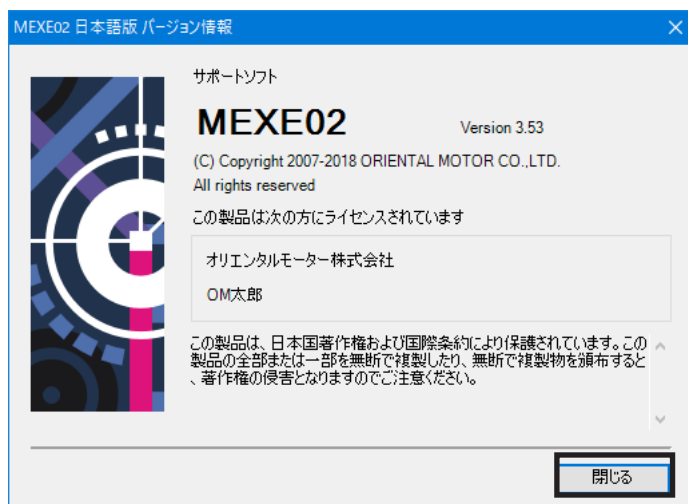 MEXE02 日本語版 バージョン情報
サポートソフト
MEXE02 Version 3.53
(C) Copyright 2007-2018 ORIENTAL MOTOR CO.,LTD.
All rights reserved
この製品は次の方にライセンスされています
オリエンタルモーター株式会社
OM太郎
この製品は、日本国著作権および国際条約により保護されています。この
製品の全部または一部を無断で複製したり、無断で複製物を頒布すると
、著作権の侵害となりますのでご注意ください。
閉じる